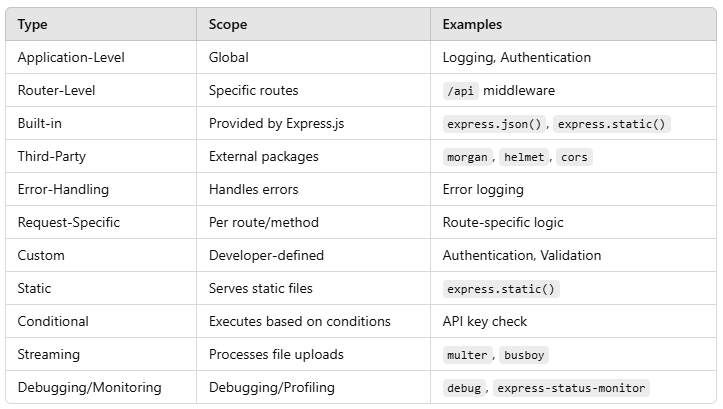 Type Scope Examples
Application-Level Global Logging, Authentication
Router-Level Specific routes /api middleware
Built-in Provided by Express.js express.json(), express.static()
Third-Party External packages morgan, helmet, cors
Error-Handling Handles errors Error logging
Request-Specific Per route/method Route-specific logic
Custom Developer-defined Authentication, Validation
Static Serves static files express.static()
Conditional Executes based on conditions API key check
Streaming Processes file uploads multer, busboy
Debugging/Monitoring Debugging/Profiling debug, express-status-monitor